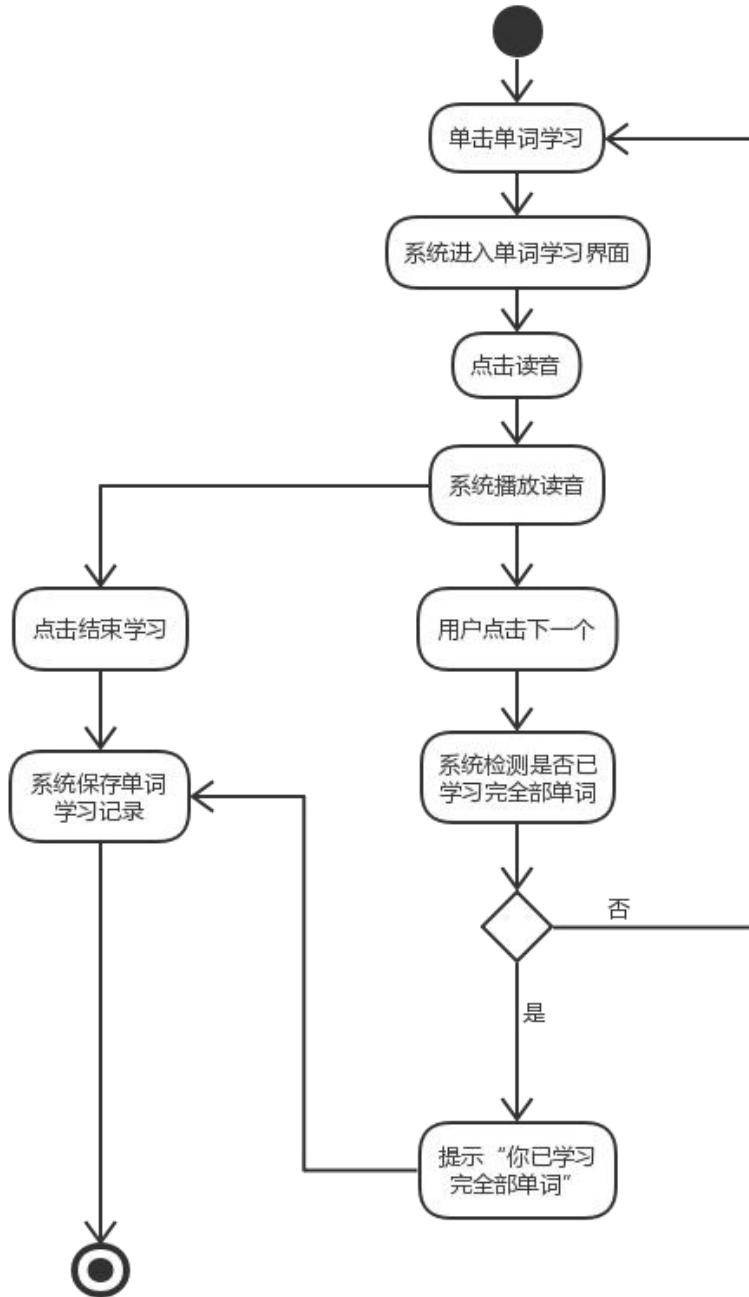 单击单词学习
系统进入单词学习界面
点击读音
系统播放读音
点击结束学习
用户点击下一个
系统保存单词
学习记录
系统检测是否已
学习完全部单词
否
是
提示“你已学习
完全部单词”